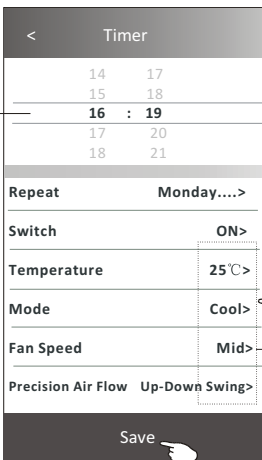 < Timer
14 17
15 18
16 : 19
17 20
18 21
Repeat Monday....>
Switch ON>
Temperature 25℃>
Mode Cool>
Fan Speed Mid>
Precision Air Flow Up-Down Swing>
Save